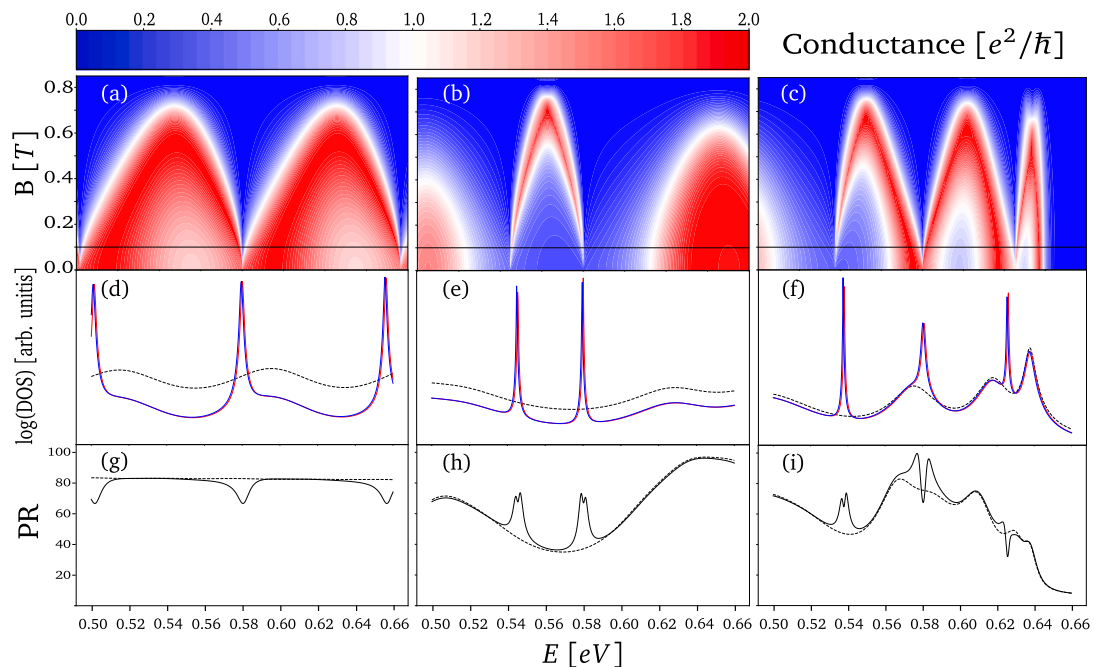 0.0 0.2 0.4 0.6 0.8 1.0 1.2 1.4 1.6 1.8 2.0
Conductance [e²/ħ]
B [T]
0.8
0.6
0.4
0.2
0.0
(a) (b) (c)
log(DOS) [arb. unitis]
(d) (e) (f)
PR
100
80
60
40
20
(g) (h) (i)
0.50 0.52 0.54 0.56 0.58 0.60 0.62 0.64 0.66 0.50 0.52 0.54 0.56 0.58 0.60 0.62 0.64 0.66 0.50 0.52 0.54 0.56 0.58 0.60 0.62 0.64 0.66
E [eV]